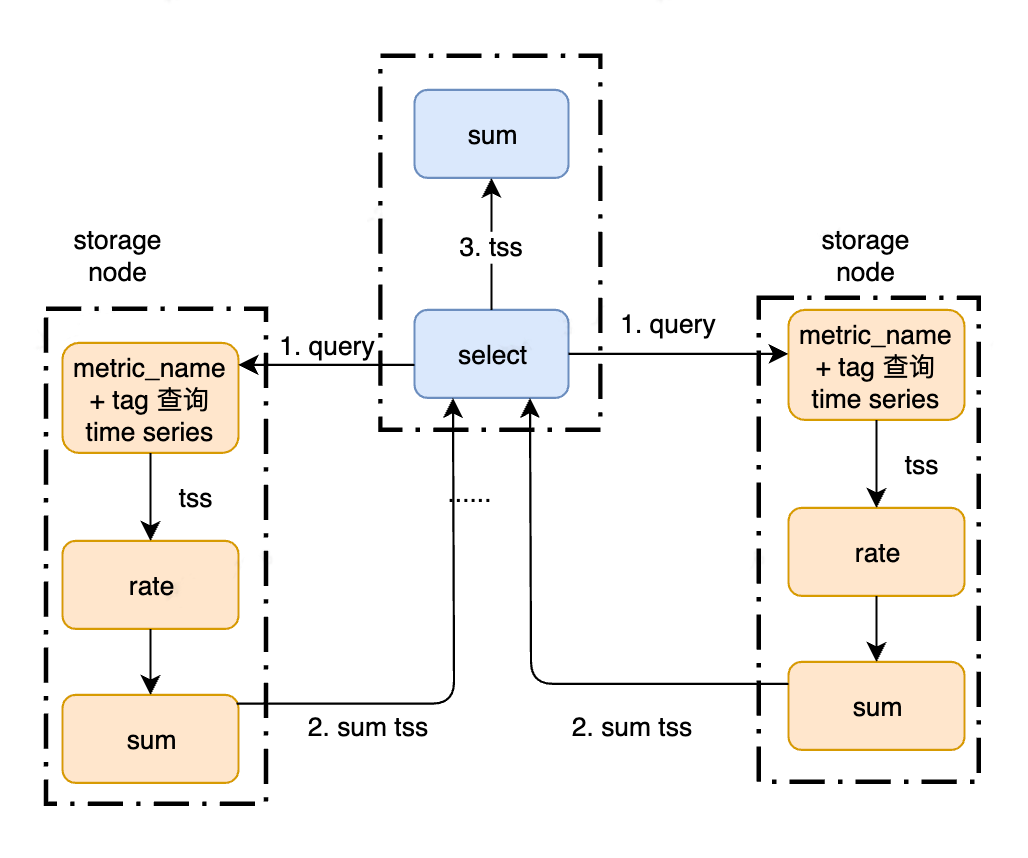 sum
3. tss
select
storage
node
1. query
metric_name
+ tag 查询
time series
tss
rate
sum
2. sum tss
......
1. query
storage
node
metric_name
+ tag 查询
time series
tss
rate
sum
2. sum tss